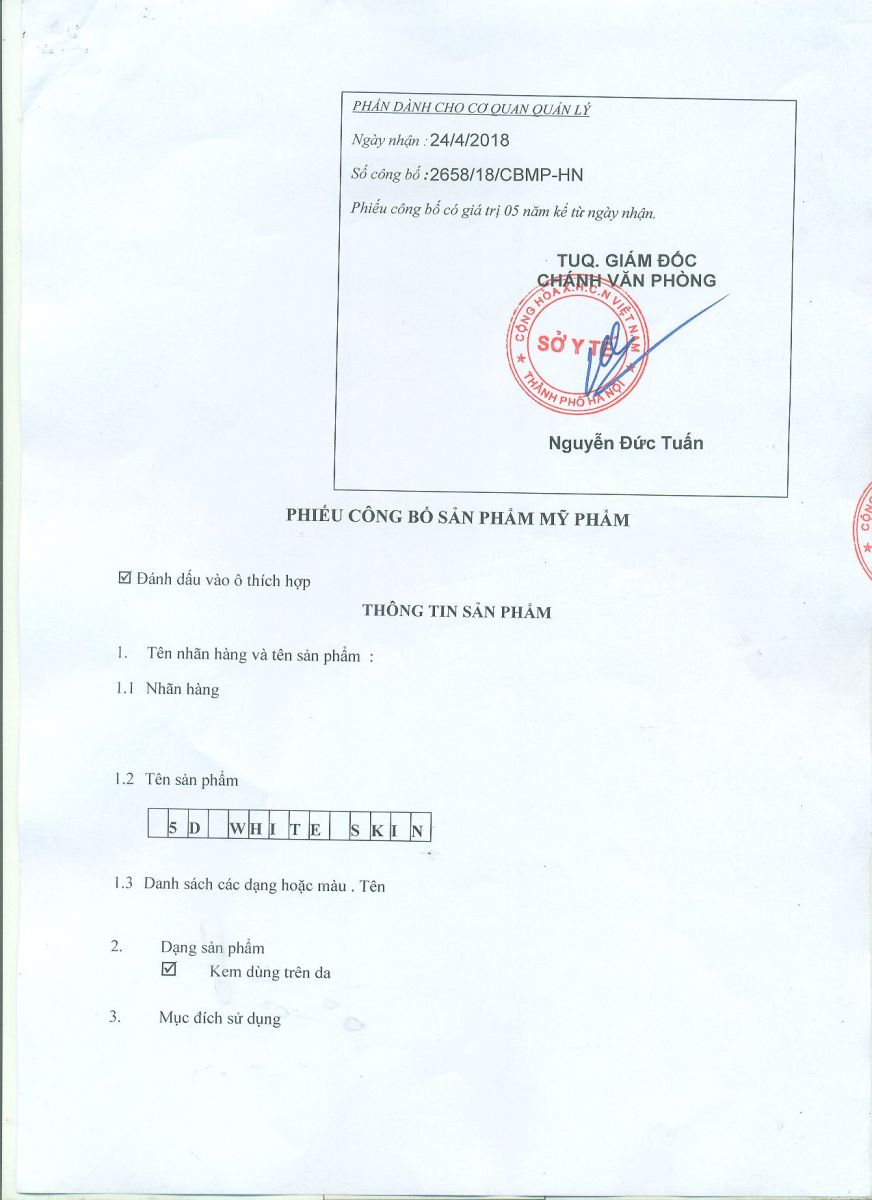 PHẦN DÀNH CHO CƠ QUAN QUẢN LÝ
Ngày nhận : 24/4/2018
Số công bố : 2658/18/CBMP-HN
Phiếu công bố có giá trị 05 năm kể từ ngày nhận.
TUQ. GIÁM ĐỐC
CHÁNH VĂN PHÒNG
CỘNG HÒA X.H.C.N VIỆT NAM
SỞ Y TẾ
THÀNH PHỐ HÀ NỘI
Nguyễn Đức Tuấn
PHIẾU CÔNG BỐ SẢN PHẨM MỸ PHẨM
CỘNG
☑ Đánh dấu vào ô thích hợp
THÔNG TIN SẢN PHẨM
1. Tên nhãn hàng và tên sản phẩm :
1.1 Nhãn hàng
1.2 Tên sản phẩm
5D WHITE SKIN
1.3 Danh sách các dạng hoặc màu . Tên
2. Dạng sản phẩm
☑ Kem dùng trên da
3. Mục đích sử dụng